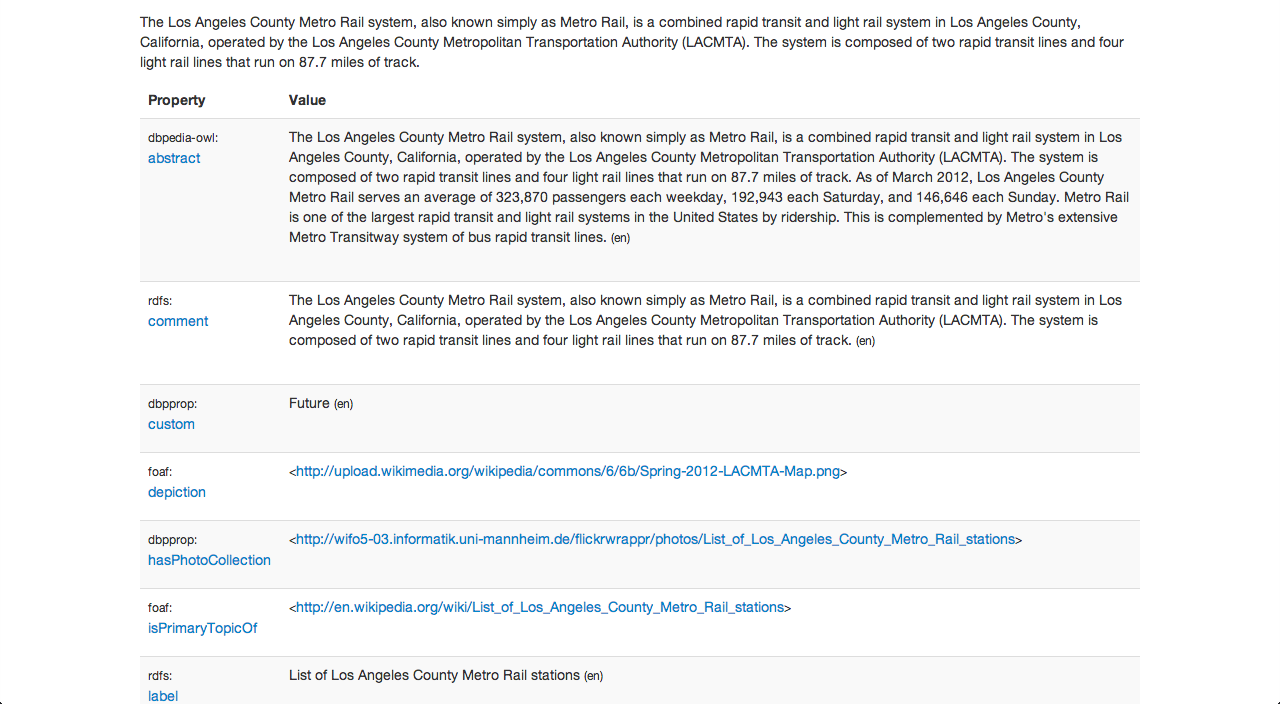 The Los Angeles County Metro Rail system, also known simply as Metro Rail, is a combined rapid transit and light rail system in Los Angeles County,
California, operated by the Los Angeles County Metropolitan Transportation Authority (LACMTA). The system is composed of two rapid transit lines and four
light rail lines that run on 87.7 miles of track.
Property Value
dbpedia-owl:
abstract
The Los Angeles County Metro Rail system, also known simply as Metro Rail, is a combined rapid transit and light rail system in Los
Angeles County, California, operated by the Los Angeles County Metropolitan Transportation Authority (LACMTA). The system is
composed of two rapid transit lines and four light rail lines that run on 87.7 miles of track. As of March 2012, Los Angeles County
Metro Rail serves an average of 323,870 passengers each weekday, 192,943 each Saturday, and 146,646 each Sunday. Metro Rail
is one of the largest rapid transit and light rail systems in the United States by ridership. This is complemented by Metro's extensive
Metro Transitway system of bus rapid transit lines. (en)
rdfs:
comment
The Los Angeles County Metro Rail system, also known simply as Metro Rail, is a combined rapid transit and light rail system in Los
Angeles County, California, operated by the Los Angeles County Metropolitan Transportation Authority (LACMTA). The system is
composed of two rapid transit lines and four light rail lines that run on 87.7 miles of track. (en)
dbpprop:
custom
Future (en)
foaf:
depiction
<http://upload.wikimedia.org/wikipedia/commons/6/6b/Spring-2012-LACMTA-Map.png>
dbpprop:
hasPhotoCollection
<http://wifo5-03.informatik.uni-mannheim.de/flickrwrappr/photos/List_of_Los_Angeles_County_Metro_Rail_stations>
foaf:
isPrimaryTopicOf
<http://en.wikipedia.org/wiki/List_of_Los_Angeles_County_Metro_Rail_stations>
rdfs:
label
List of Los Angeles County Metro Rail stations (en)